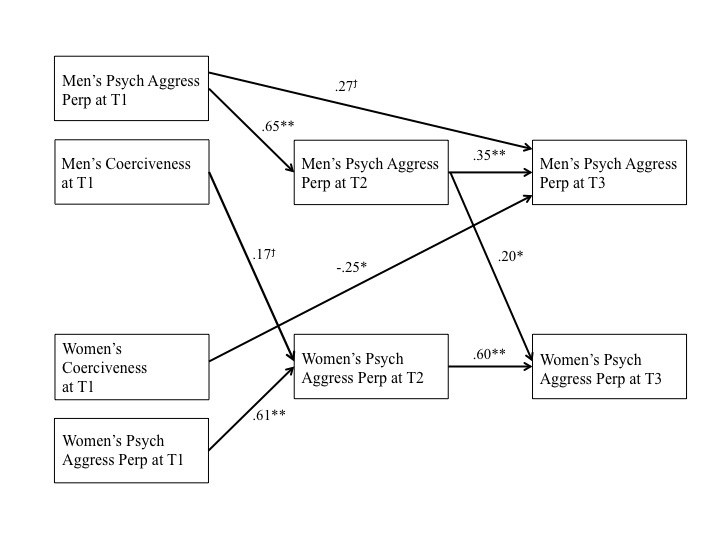 Men's Psych Aggress
Perp at T1
.27†
.65**
Men's Coerciveness
at T1
Men's Psych Aggress
Perp at T2
.35**
Men's Psych Aggress
Perp at T3
.17†
-.25*
.20*
Women's
Coerciveness
at T1
Women's Psych
Aggress Perp at T2
.60**
Women's Psych
Aggress Perp at T3
.61**
Women's Psych
Aggress Perp at T1